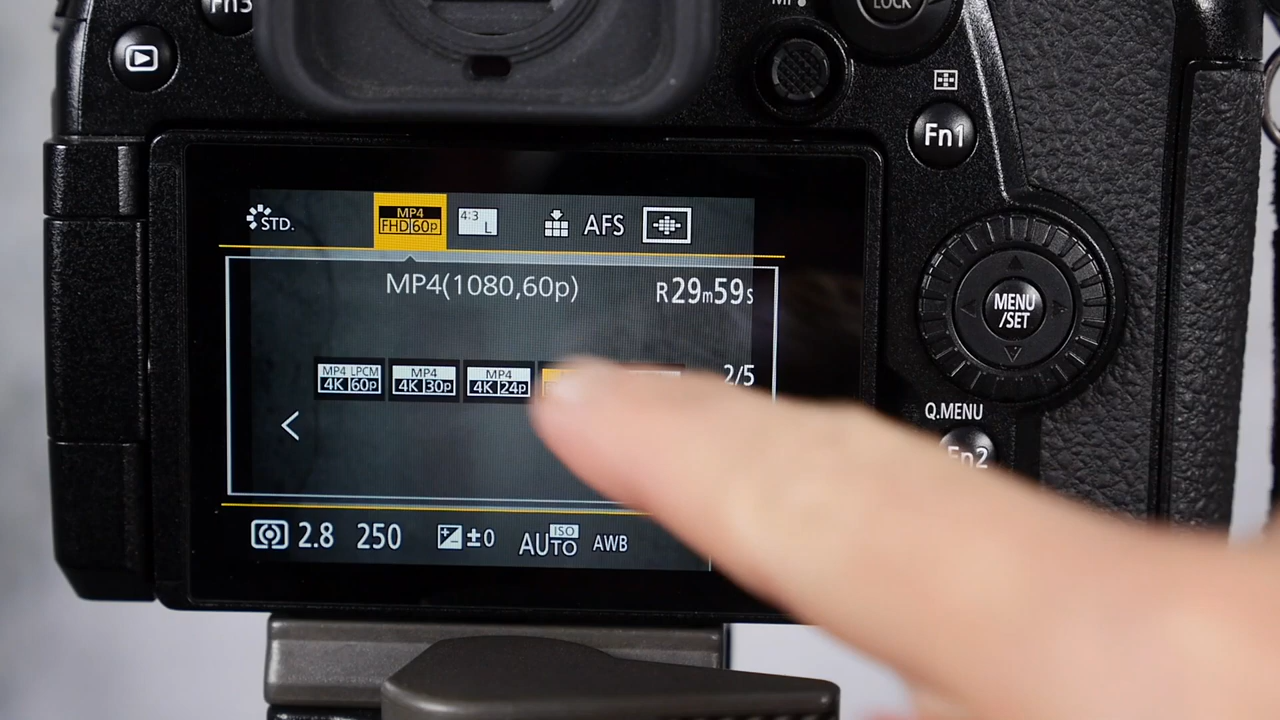 Fn3
MF
LOCK
Fn1
STD.
MP4
FHD 60p
4:3
L
AFS
MP4(1080,60p)
R29m59s
MP4 LPCM
4K 60p
MP4
4K 30p
MP4
4K 24p
2/5
MENU
/SET
Q.MENU
Fn2
2.8
250
±0
AUTO
ISO
AWB